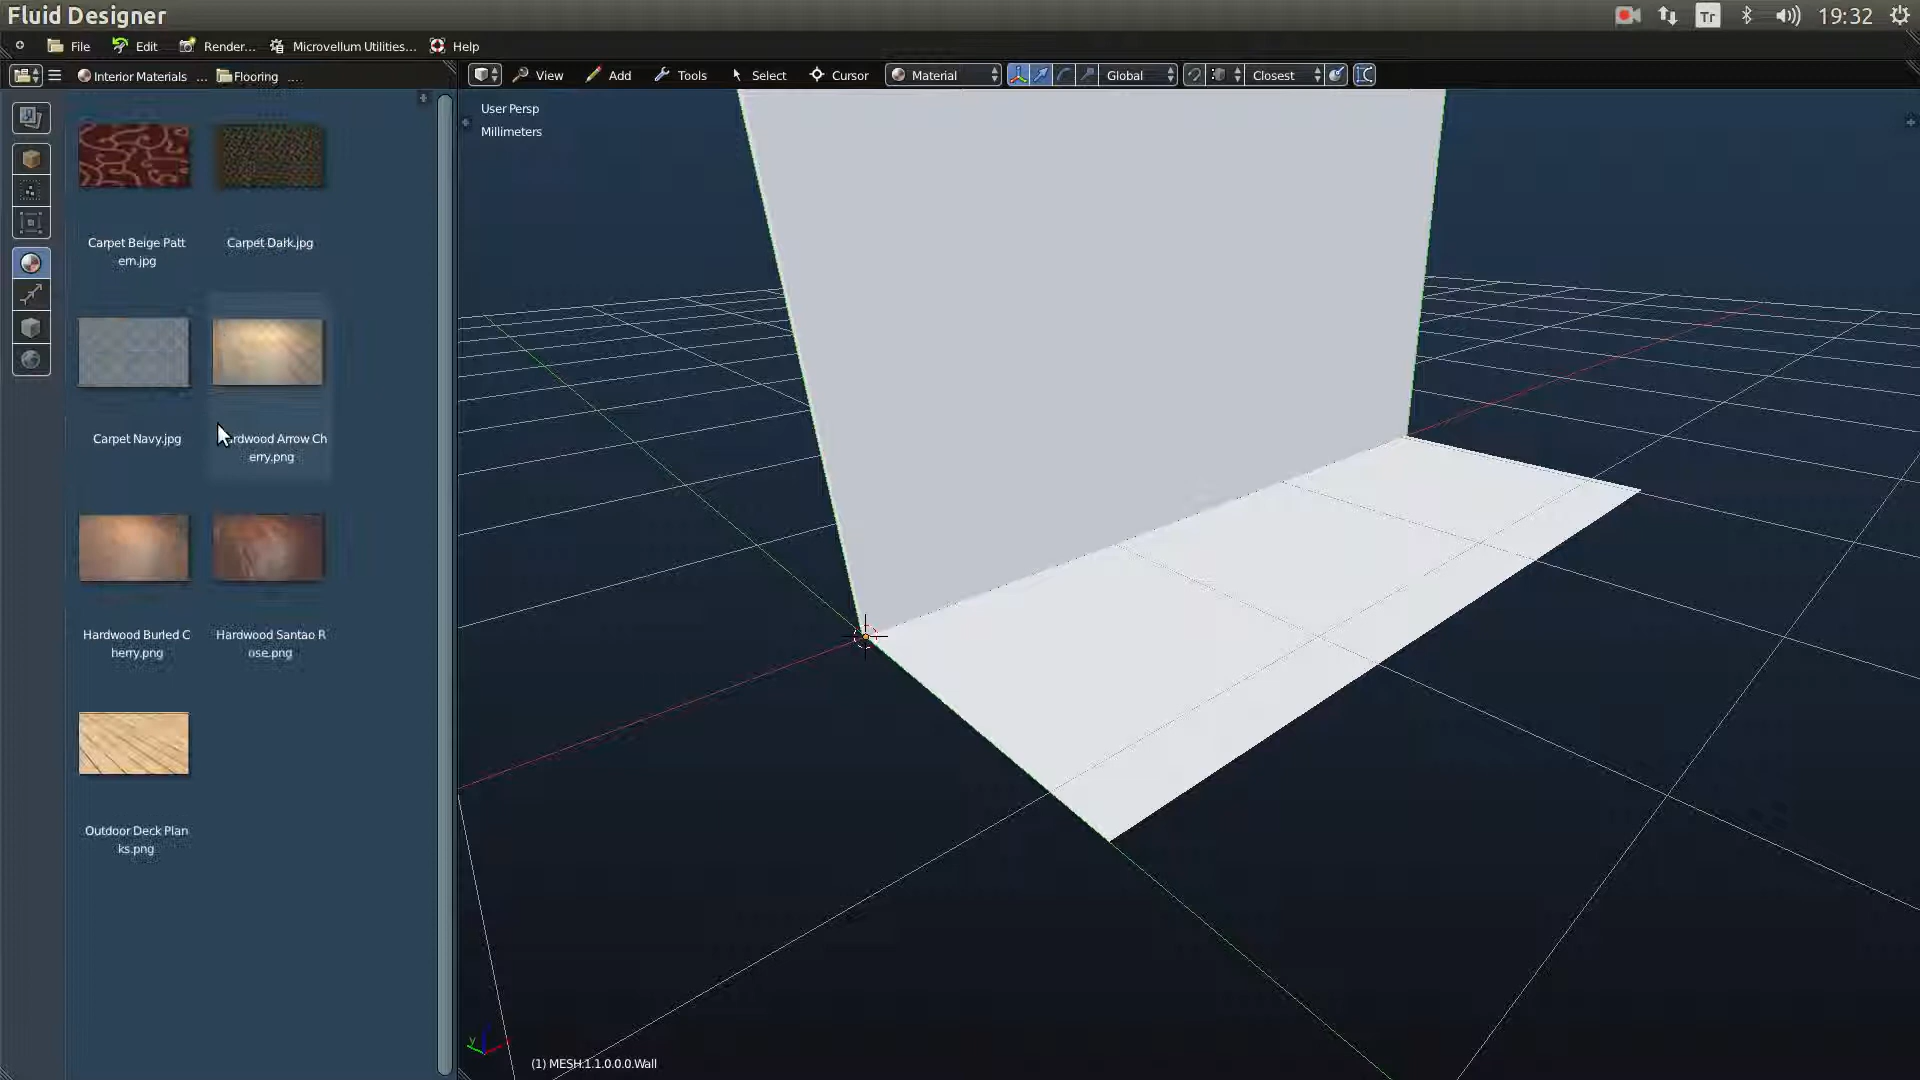 Fluid Designer
Tr
19:32
File
Edit
Render...
Microvellum Utilities...
Help
Interior Materials ...
Flooring ....
View
Add
Tools
Select
Cursor
Material
Global
Closest
User Persp
Millimeters
Carpet Beige Patt
ern.jpg
Carpet Dark.jpg
Carpet Navy.jpg
rdwood Arrow Ch
erry.png
Hardwood Burled C
herry.png
Hardwood Santao R
ose.png
Outdoor Deck Plan
ks.png
y
(1) MESH.1.1.0.0.0.Wall